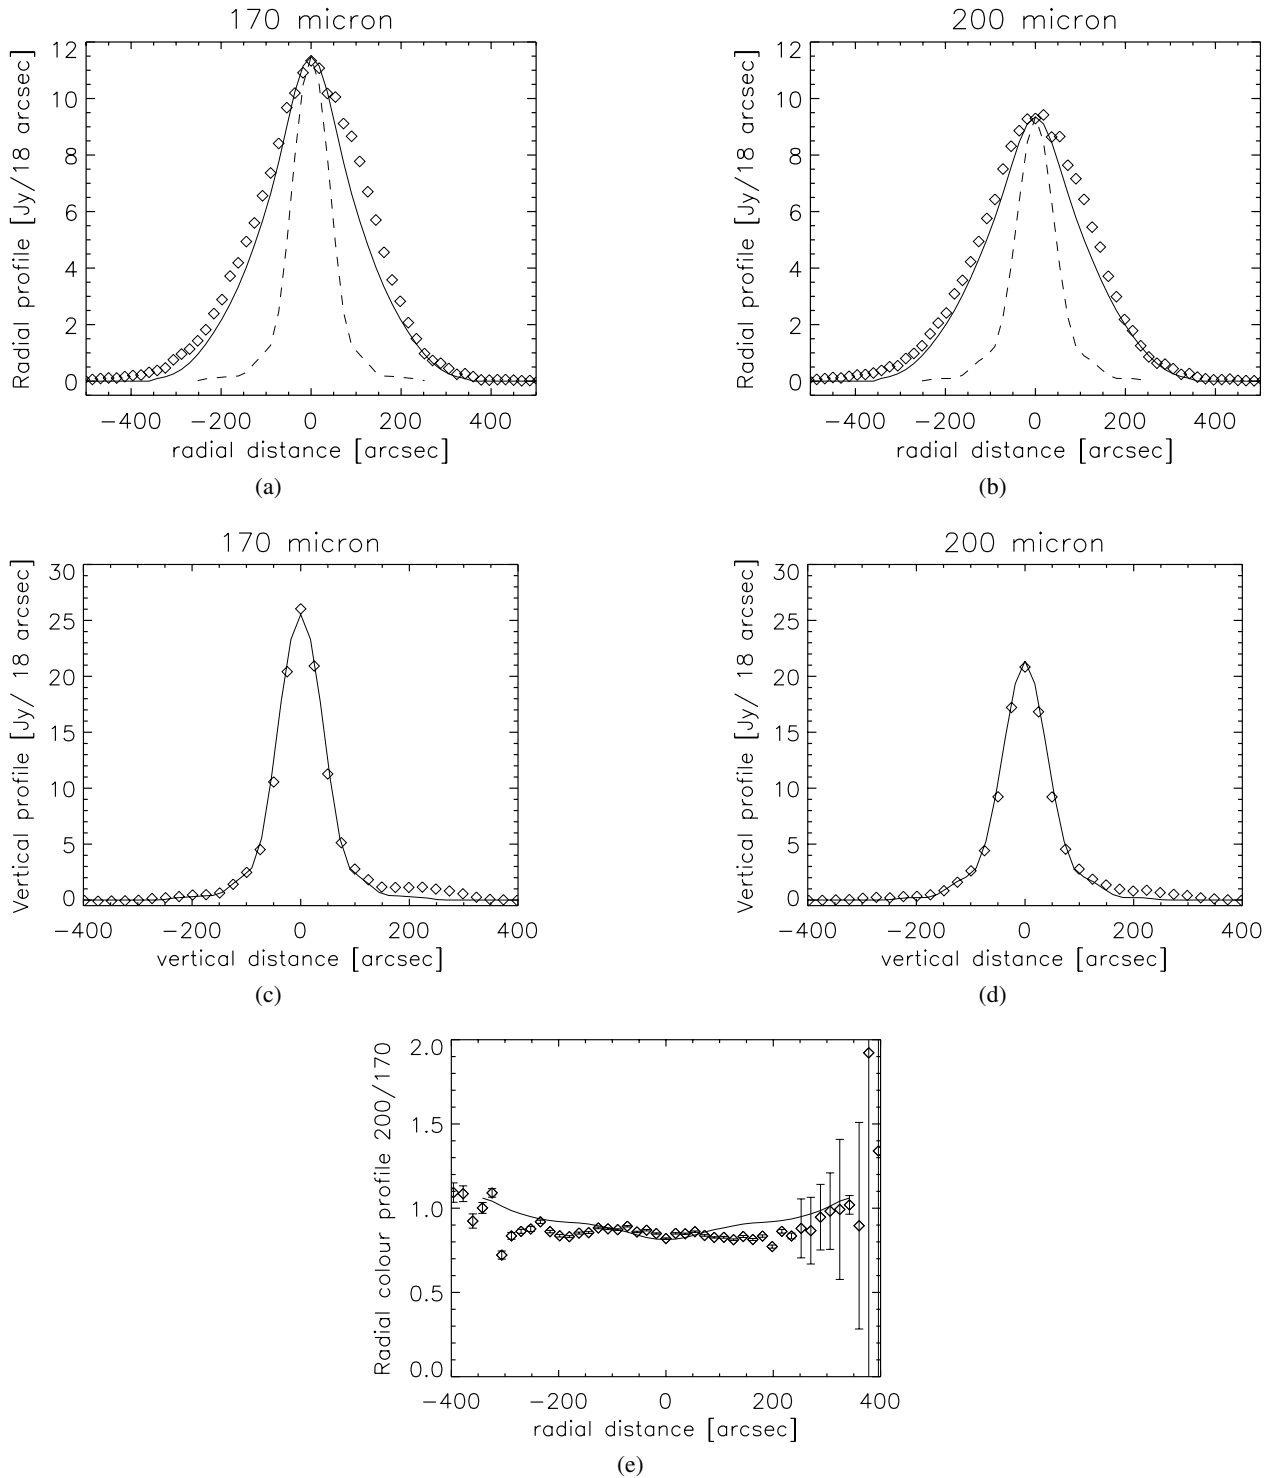 170 micron
Radial profile [Jy/18 arcsec]
12
10
8
6
4
2
0
−400 −200 0 200 400
radial distance [arcsec]
(a)
200 micron
Radial profile [Jy/18 arcsec]
12
10
8
6
4
2
0
−400 −200 0 200 400
radial distance [arcsec]
(b)
170 micron
Vertical profile [Jy/ 18 arcsec]
30
25
20
15
10
5
0
−400 −200 0 200 400
vertical distance [arcsec]
(c)
200 micron
Vertical profile [Jy/ 18 arcsec]
30
25
20
15
10
5
0
−400 −200 0 200 400
vertical distance [arcsec]
(d)
Radial colour profile 200/170
2.0
1.5
1.0
0.5
0.0
−400 −200 0 200 400
radial distance [arcsec]
(e)